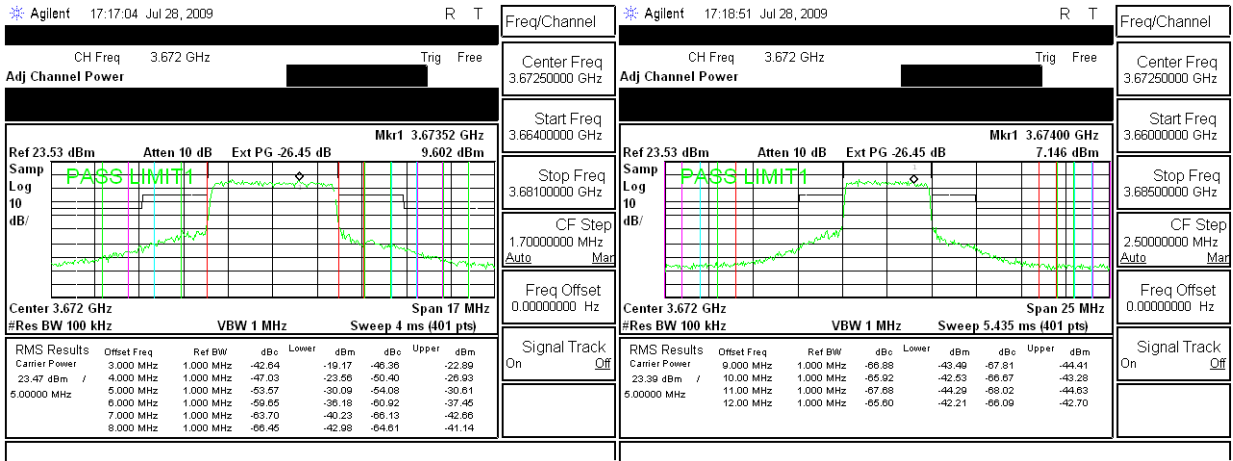 Agilent 17:17:04 Jul 28, 2009 R T
Freq/Channel
CH Freq 3.672 GHz Trig Free
Adj Channel Power
Center Freq
3.67250000 GHz
Start Freq
3.66400000 GHz
Mkr1 3.67352 GHz
Ref 23.53 dBm Atten 10 dB Ext PG -26.45 dB 9.602 dBm
Samp
Log
10
dB/
PASS LIMIT1
Stop Freq
3.68100000 GHz
CF Step
1.70000000 MHz
Auto Man
Freq Offset
0.00000000 Hz
Center 3.672 GHz Span 17 MHz
#Res BW 100 kHz VBW 1 MHz Sweep 4 ms (401 pts)
Signal Track
On Off
RMS Results Offset Freq Ref BW dBc Lower dBm dBc Upper dBm
Carrier Power 3.000 MHz 1.000 MHz -42.64 -19.17 -46.36 -22.89
23.47 dBm / 4.000 MHz 1.000 MHz -47.03 -23.56 -50.40 -26.93
5.00000 MHz 5.000 MHz 1.000 MHz -53.57 -30.09 -54.08 -30.61
6.000 MHz 1.000 MHz -59.65 -36.18 -60.92 -37.45
7.000 MHz 1.000 MHz -63.70 -40.23 -66.13 -42.66
8.000 MHz 1.000 MHz -66.45 -42.98 -64.61 -41.14
Agilent 17:18:51 Jul 28, 2009 R T
Freq/Channel
CH Freq 3.672 GHz Trig Free
Adj Channel Power
Center Freq
3.67250000 GHz
Start Freq
3.66000000 GHz
Mkr1 3.67400 GHz
Ref 23.53 dBm Atten 10 dB Ext PG -26.45 dB 7.146 dBm
Samp
Log
10
dB/
PASS LIMIT1
Stop Freq
3.68500000 GHz
CF Step
2.50000000 MHz
Auto Man
Freq Offset
0.00000000 Hz
Center 3.672 GHz Span 25 MHz
#Res BW 100 kHz VBW 1 MHz Sweep 5.435 ms (401 pts)
Signal Track
On Off
RMS Results Offset Freq Ref BW dBc Lower dBm dBc Upper dBm
Carrier Power 9.000 MHz 1.000 MHz -66.88 -43.49 -67.81 -44.41
23.39 dBm / 10.00 MHz 1.000 MHz -65.92 -42.53 -66.67 -43.28
5.00000 MHz 11.00 MHz 1.000 MHz -67.68 -44.29 -68.02 -44.63
12.00 MHz 1.000 MHz -65.60 -42.21 -66.09 -42.70